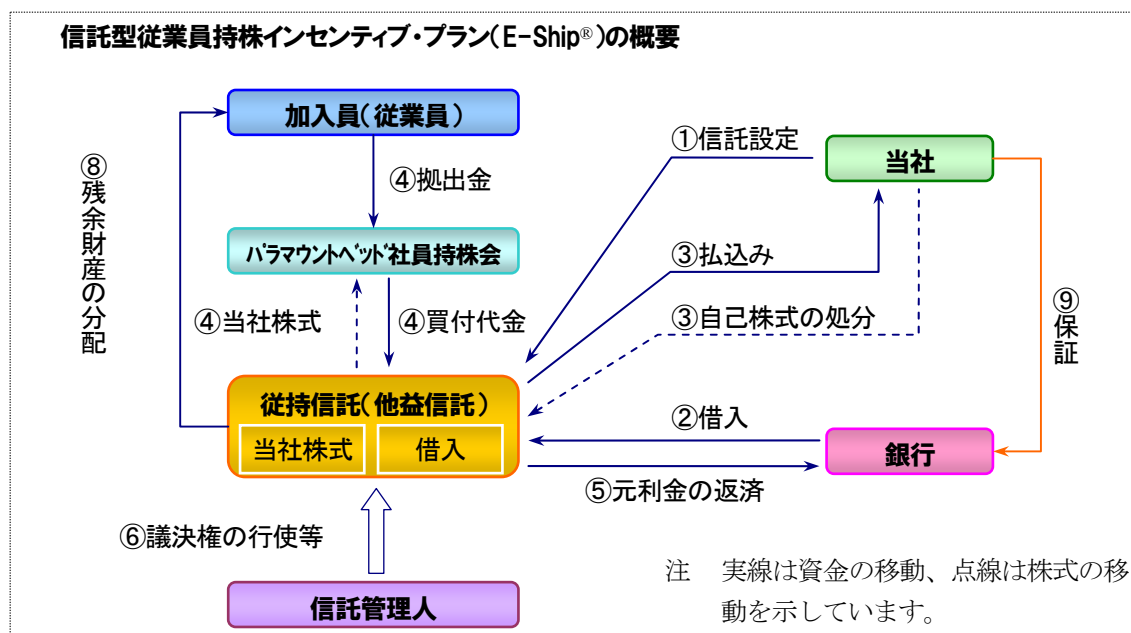 信託型従業員持株インセンティブ・プラン(E-Ship®)の概要
加入員(従業員)
①信託設定
当社
⑧残余財産の分配
④拠出金
パラマウントベッド社員持株会
③払込み
④当社株式
④買付代金
③自己株式の処分
⑨保証
従持信託(他益信託)
当社株式
借入
②借入
銀行
⑤元利金の返済
⑥議決権の行使等
信託管理人
注 実線は資金の移動、点線は株式の移
動を示しています。